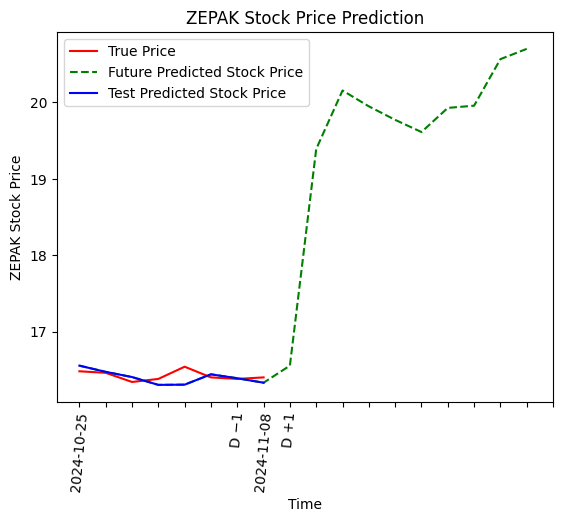 ZEPAK Stock Price Prediction
True Price
Future Predicted Stock Price
Test Predicted Stock Price
ZEPAK Stock Price
20
19
18
17
2024-10-25
D −1
2024-11-08
D +1
Time